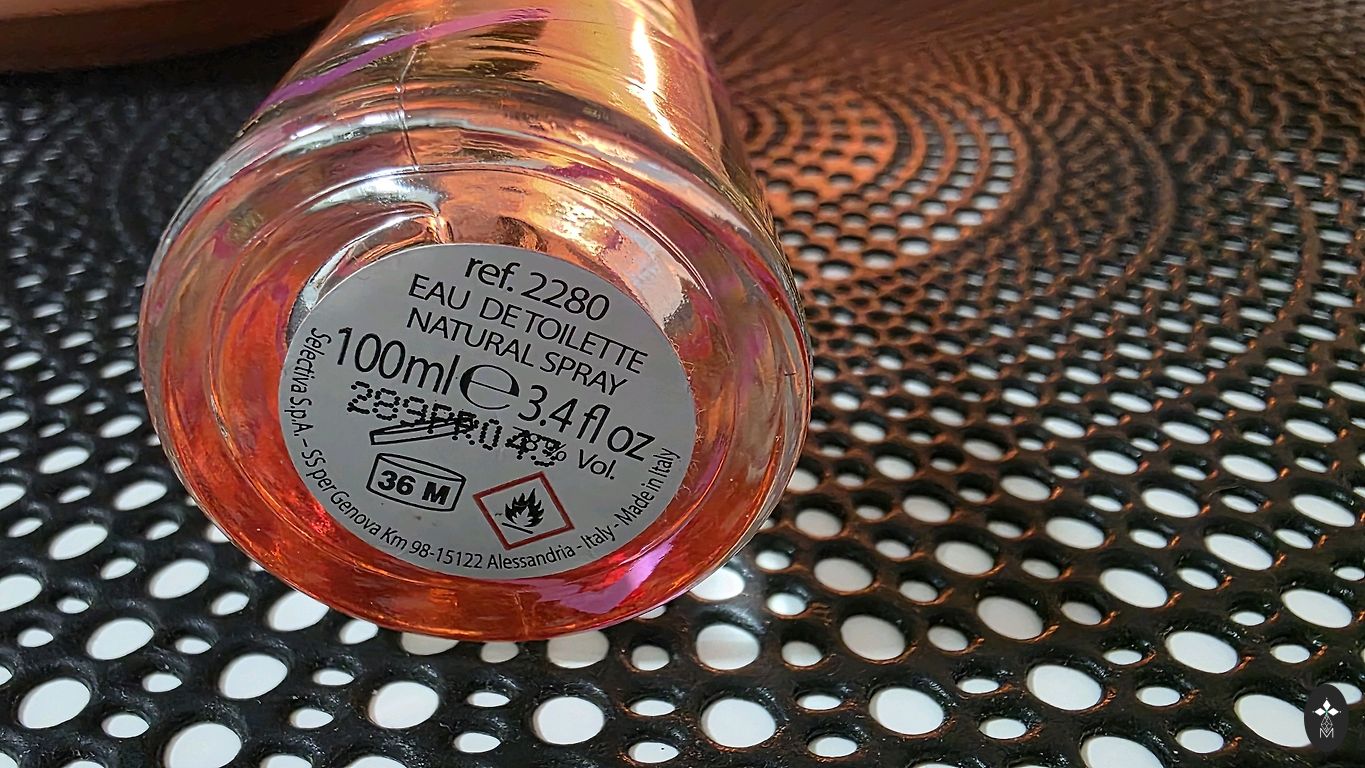 ref. 2280
EAU DE TOILETTE
NATURAL SPRAY
100ml e 3.4 fl oz
Vol.
36 M
Selectiva S.p.A. - SS per Genova Km 98-15122 Alessandria - Italy - Made in Italy